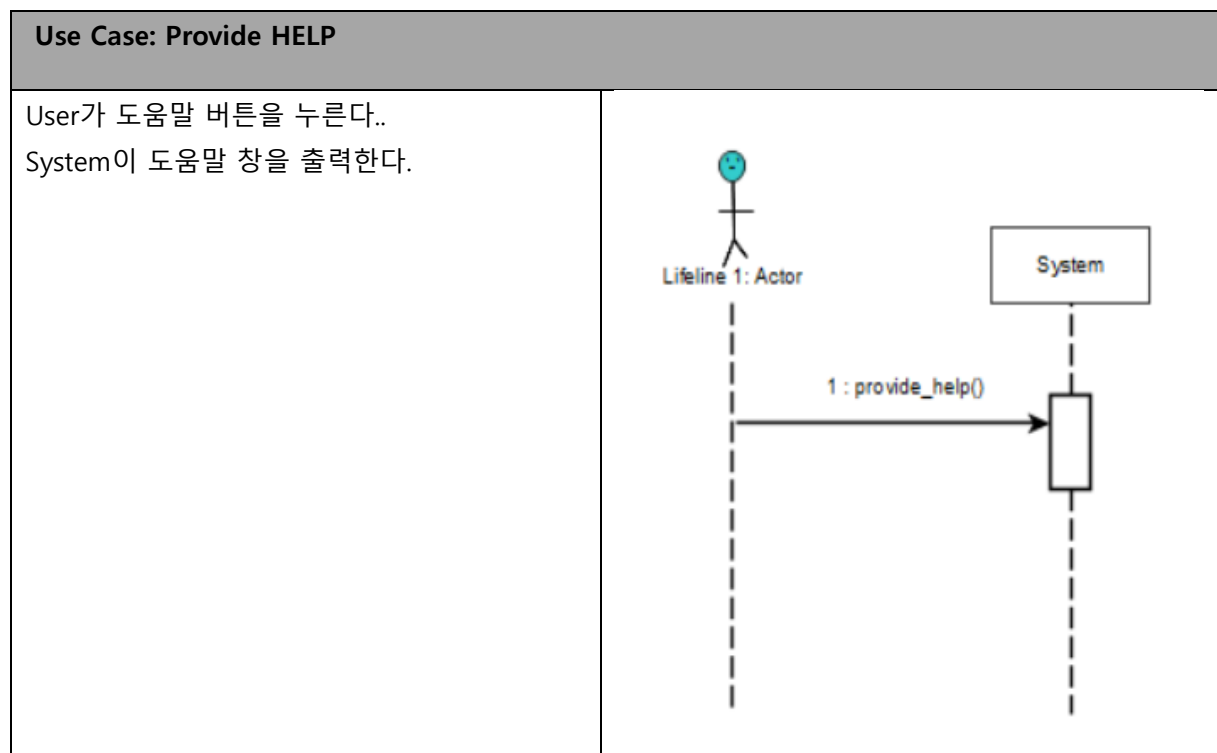 Use Case: Provide HELP
User가 도움말 버튼을 누른다..
System이 도움말 창을 출력한다.
Lifeline 1: Actor
System
1 : provide_help()